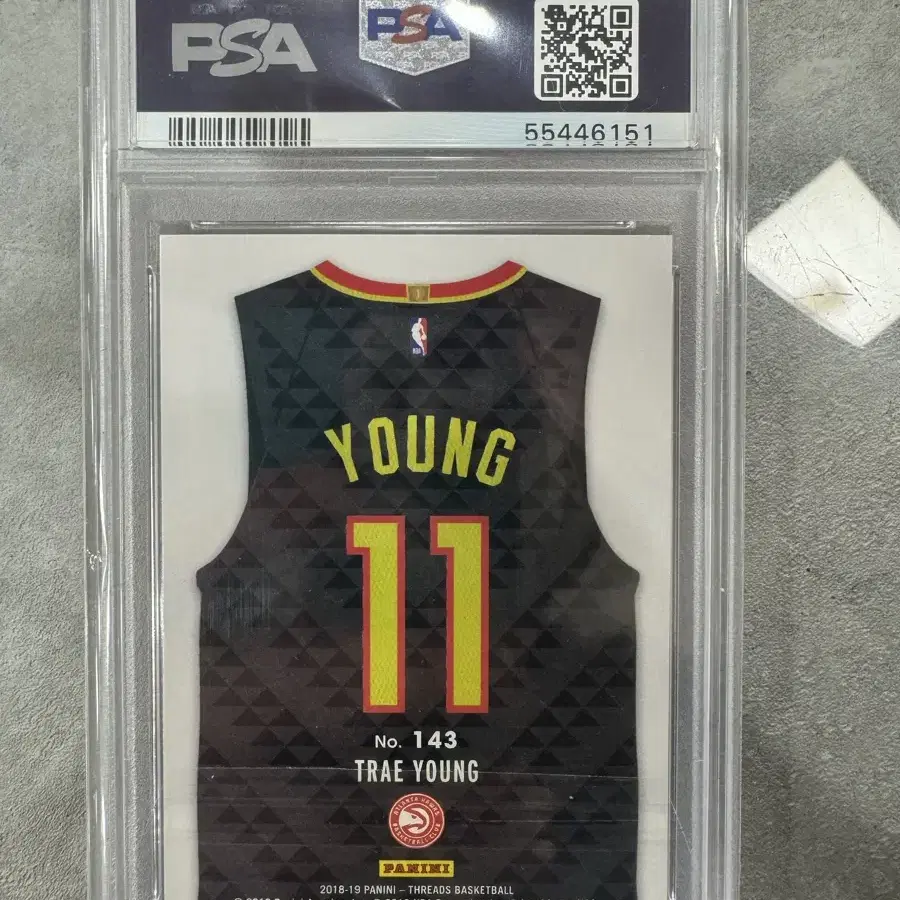 PSA
PSA
55446151
NBA
YOUNG
11
No. 143
TRAE YOUNG
ATLANTA HAWKS
BASKETBALL CLUB
PANINI
2018-19 PANINI – THREADS BASKETBALL